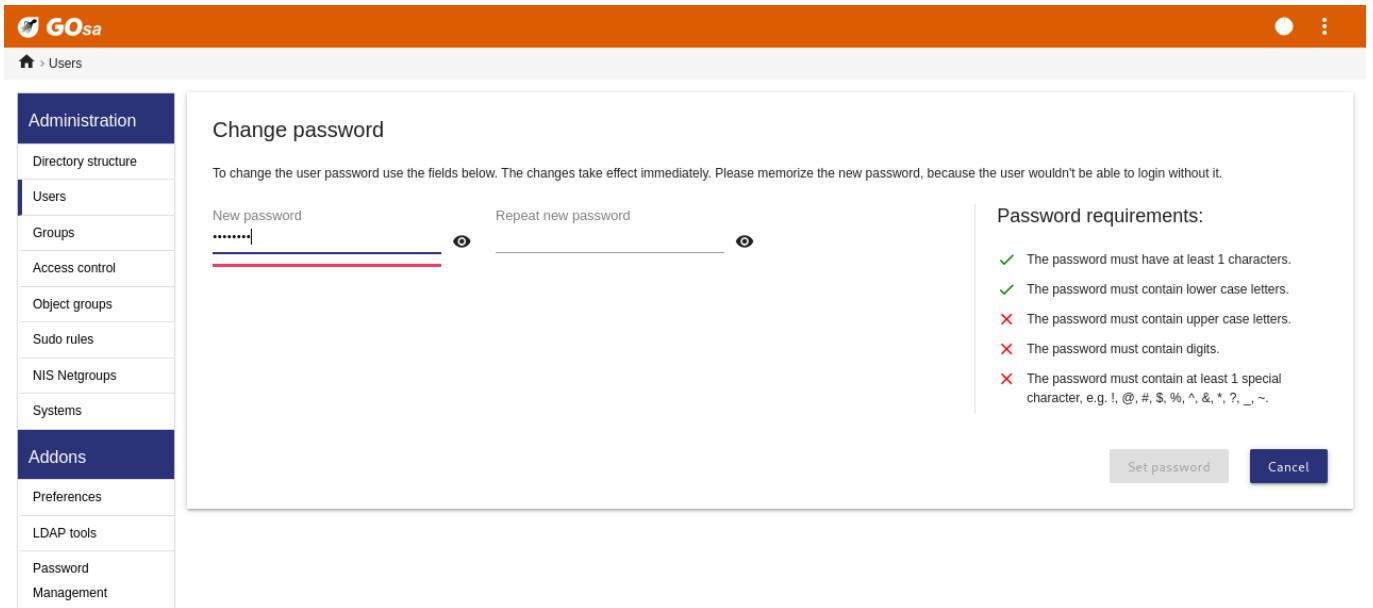 GOsa
› Users
Administration
Directory structure
Users
Groups
Access control
Object groups
Sudo rules
NIS Netgroups
Systems
Addons
Preferences
LDAP tools
Password
Management
Change password
To change the user password use the fields below. The changes take effect immediately. Please memorize the new password, because the user wouldn't be able to login without it.
New password
Repeat new password
••••••••
Password requirements:
The password must have at least 1 characters.
The password must contain lower case letters.
The password must contain upper case letters.
The password must contain digits.
The password must contain at least 1 special
character, e.g. !, @, #, $, %, ^, &, *, ?, _, ~.
Set password
Cancel